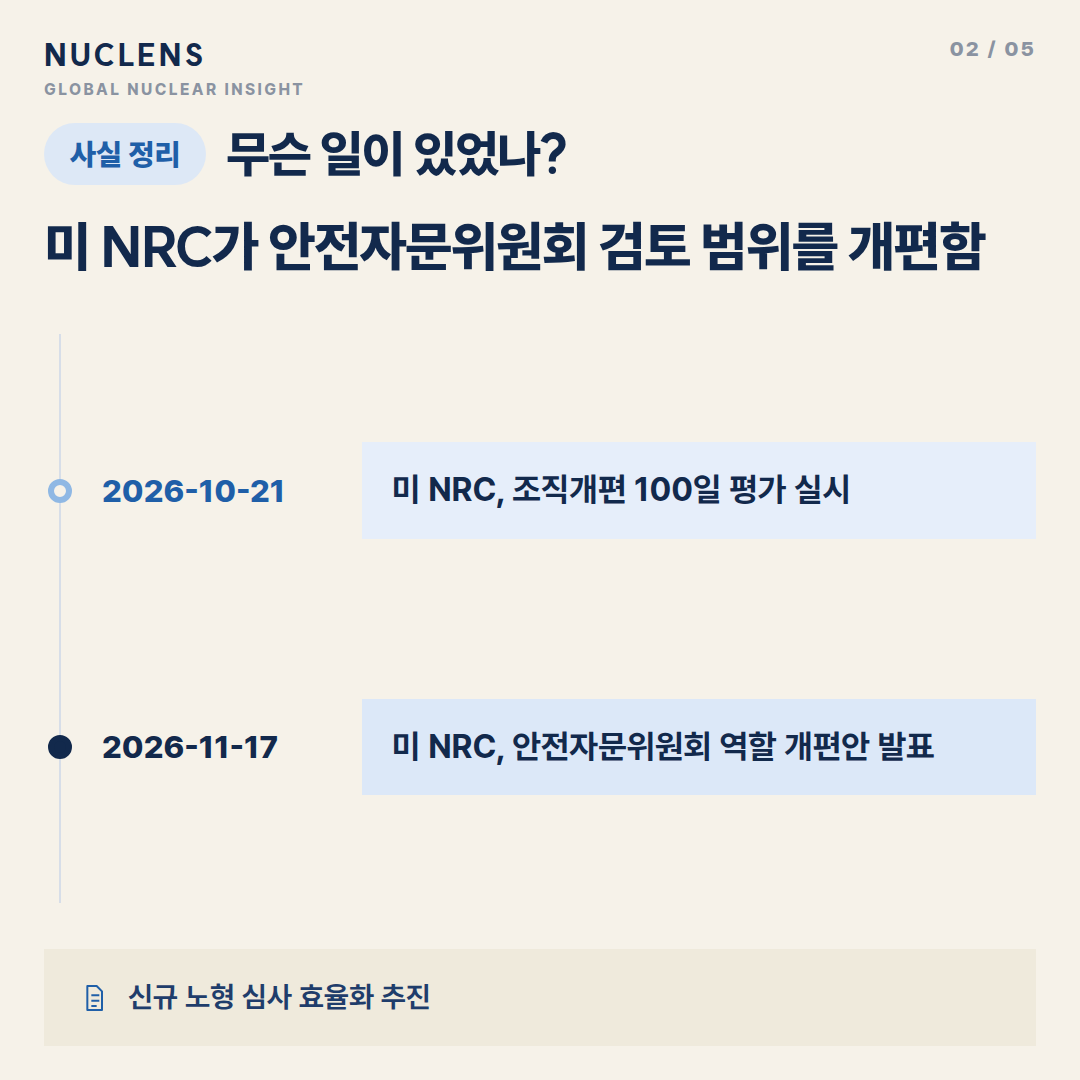 NUCLENS
02 / 05
GLOBAL NUCLEAR INSIGHT
사실 정리
무슨 일이 있었나?
미 NRC가 안전자문위원회 검토 범위를 개편함
2026-10-21
미 NRC, 조직개편 100일 평가 실시
2026-11-17
미 NRC, 안전자문위원회 역할 개편안 발표
신규 노형 심사 효율화 추진